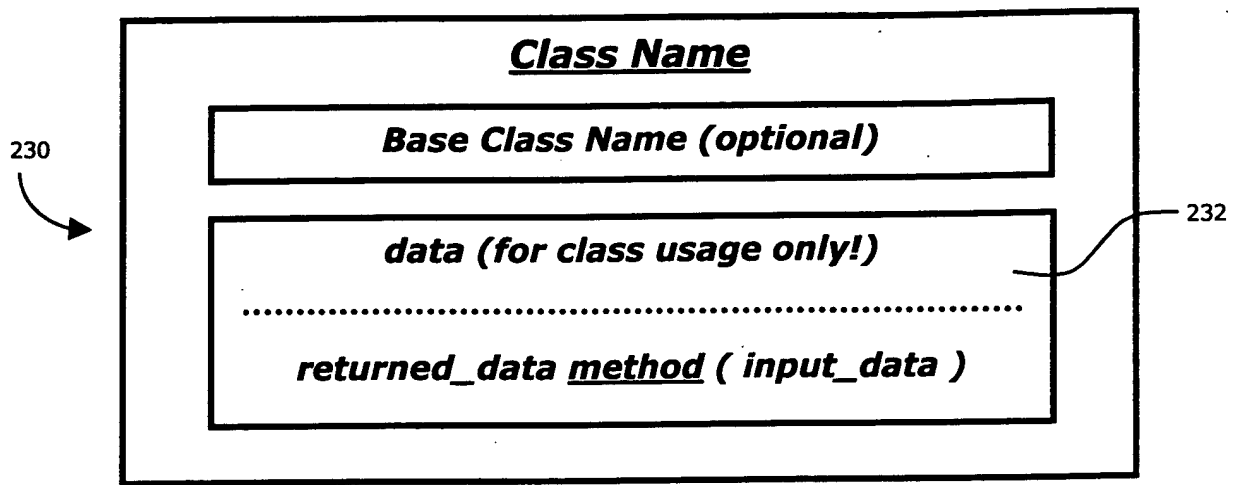 Class Name
Base Class Name (optional)
230
232
data (for class usage only!)
returned_data method ( input_data )